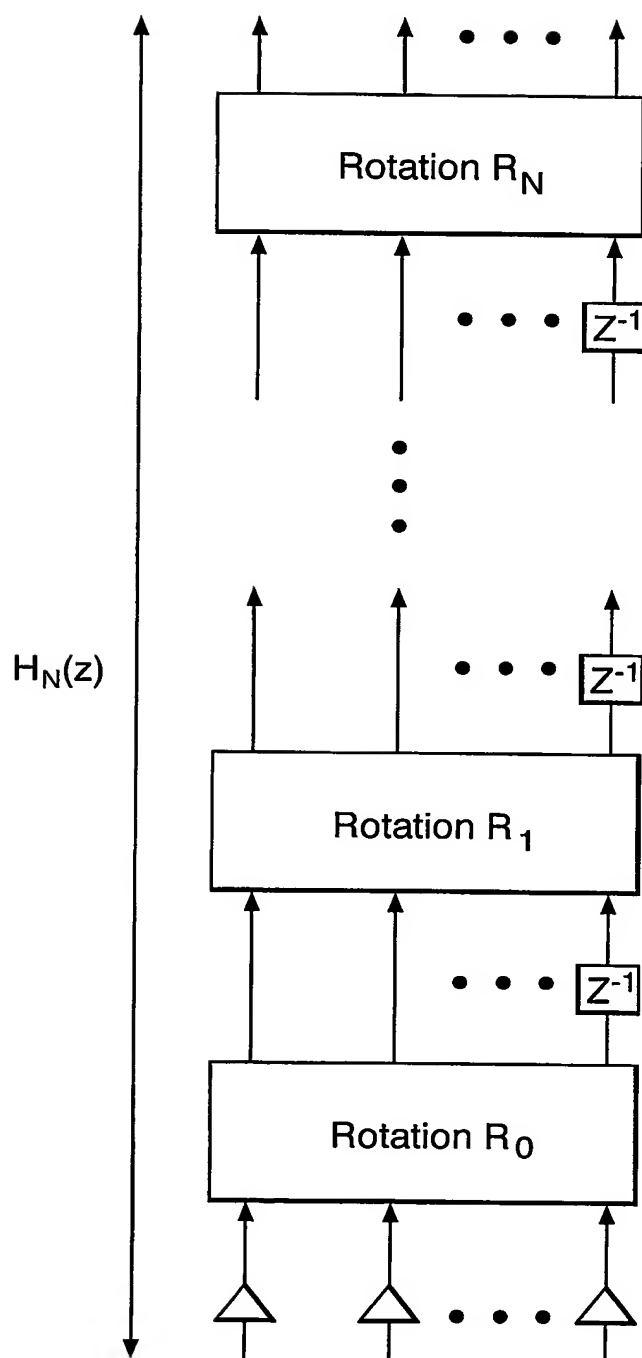 Rotation R_N
Z⁻¹
Z⁻¹
H_N(z)
Rotation R_1
Z⁻¹
Rotation R_0